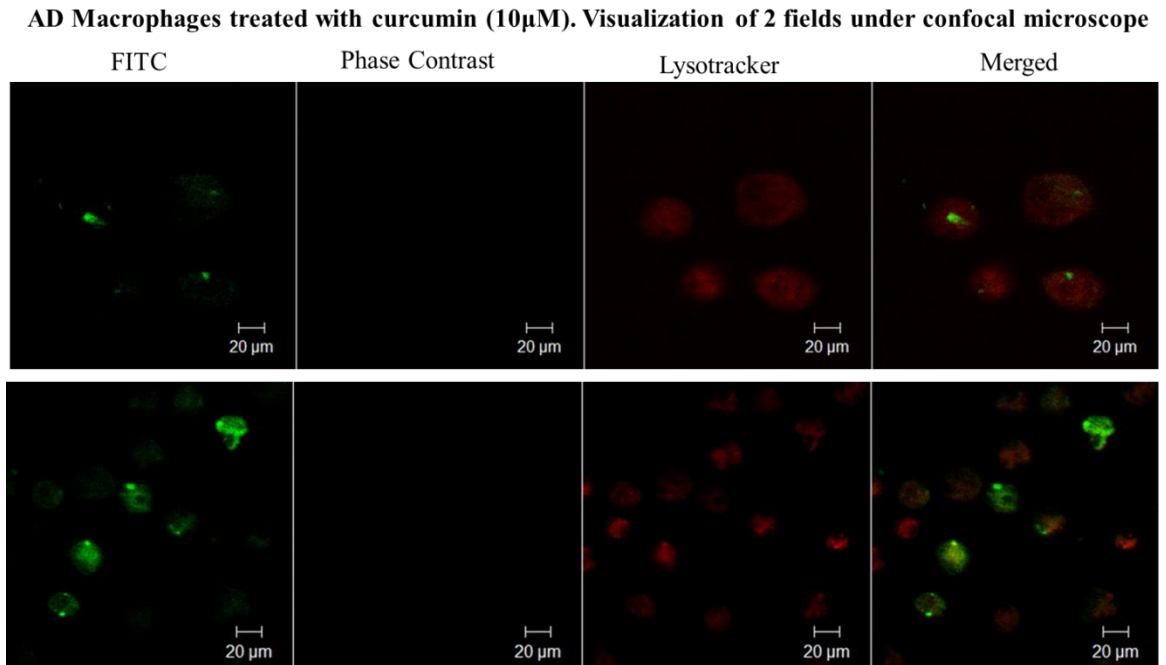 AD Macrophages treated with curcumin (10µM). Visualization of 2 fields under confocal microscope
FITC Phase Contrast Lysotracker Merged
20 µm 20 µm 20 µm 20 µm
20 µm 20 µm 20 µm 20 µm